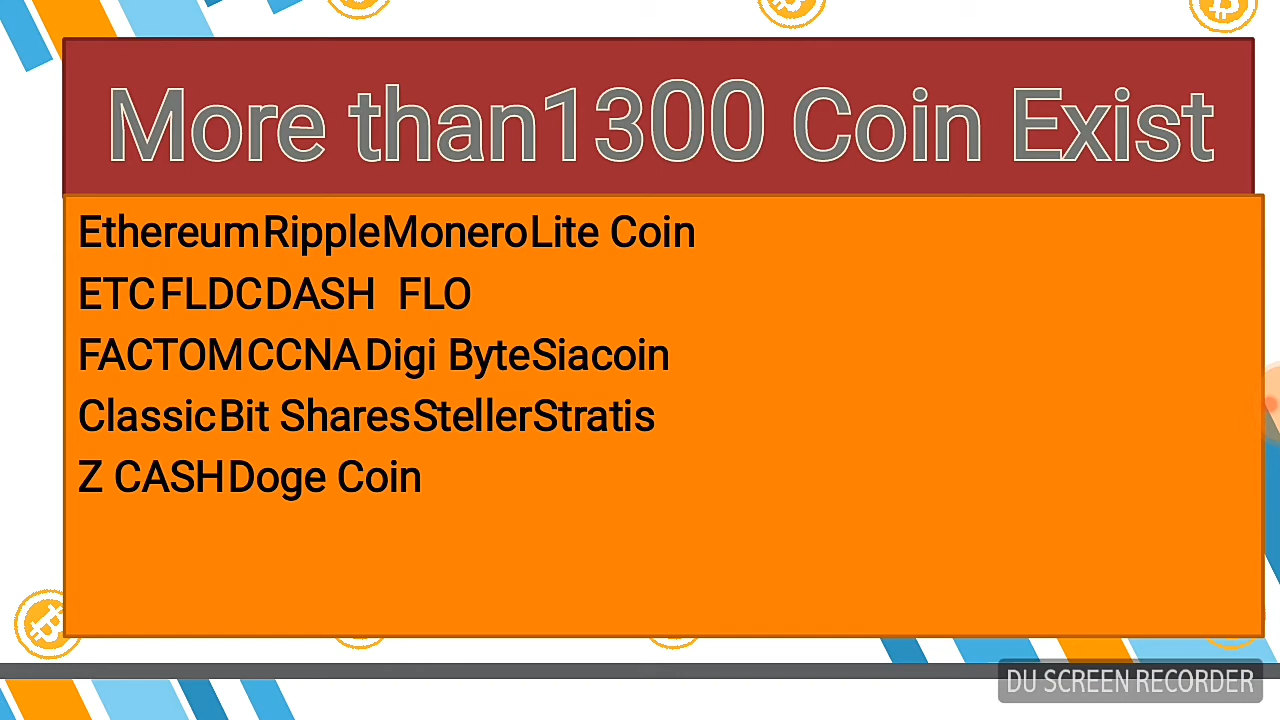 More than1300 Coin Exist
EthereumRippleMoneroLite Coin
ETCFLDCDASH FLO
FACTOMCCNADigi ByteSiacoin
ClassicBit SharesStellerStratis
Z CASHDoge Coin
DU SCREEN RECORDER